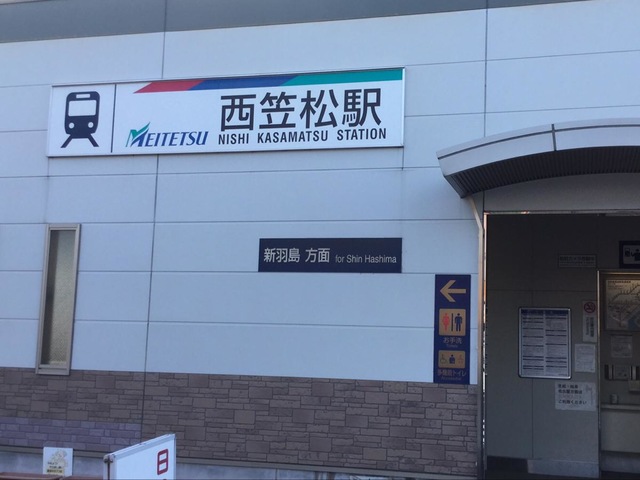 MEITETSU
西笠松駅
NISHI KASAMATSU STATION
新羽島 方面 for Shin Hashima
お手洗
多機能トイレ
日